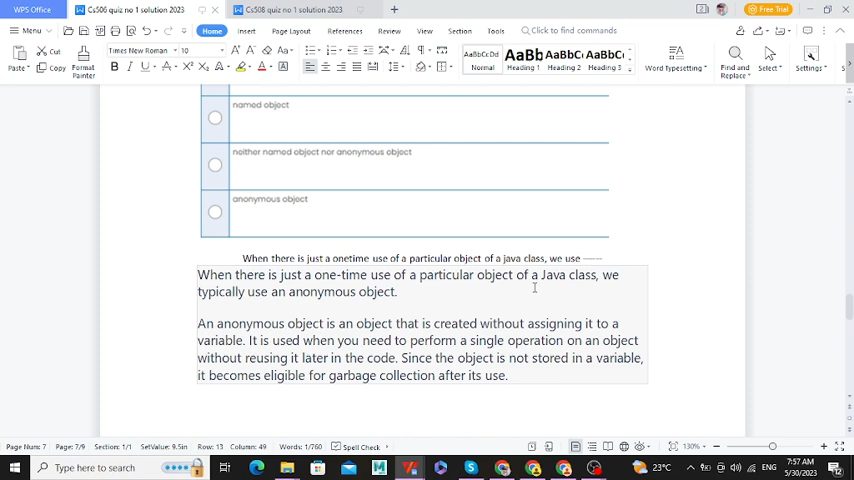 WPS Office
Cs506 quiz no 1 solution 2023
Cs508 quiz no 1 solution 2023
2
Free Trial
Menu
Home
Insert
Page Layout
References
Review
View
Section
Tools
Click to find commands
Paste
Cut
Copy
Format
Painter
Times New Roman
10
B I U A X² X₂ A A A
AaBbCcDd
Normal
AaBb
Heading 1
AaBbC
Heading 2
AaBbC
Heading 3
Word Typesetting
Find and
Replace
Select
Settings
named object
neither named object nor anonymous object
anonymous object
When there is just a onetime use of a particular object of a java class, we use ------
When there is just a one-time use of a particular object of a Java class, we
typically use an anonymous object.
An anonymous object is an object that is created without assigning it to a
variable. It is used when you need to perform a single operation on an object
without reusing it later in the code. Since the object is not stored in a variable,
it becomes eligible for garbage collection after its use.
Page Num: 7
Page: 7/9
Section: 1/1
SetValue: 9.5in
Row: 13
Column: 49
Words: 1/760
Spell Check
130%
Type here to search
23°C
ENG
7:57 AM
5/30/2023